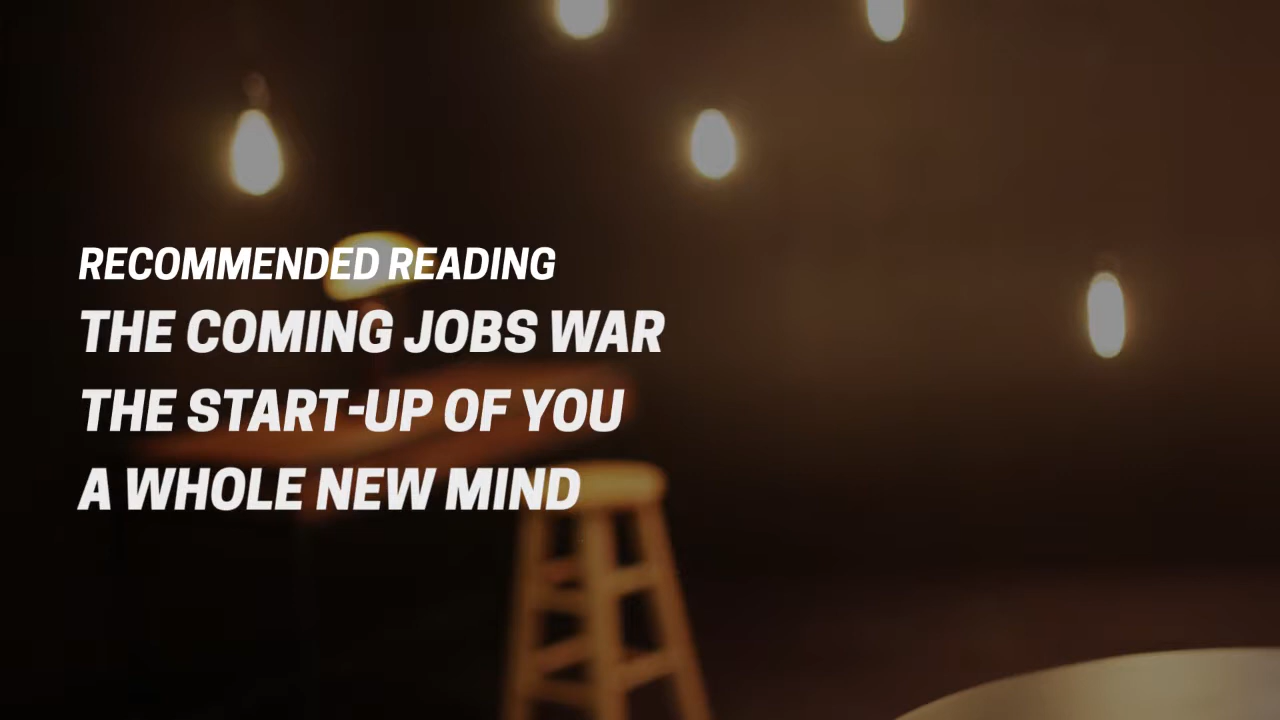 RECOMMENDED READING
THE COMING JOBS WAR
THE START-UP OF YOU
A WHOLE NEW MIND